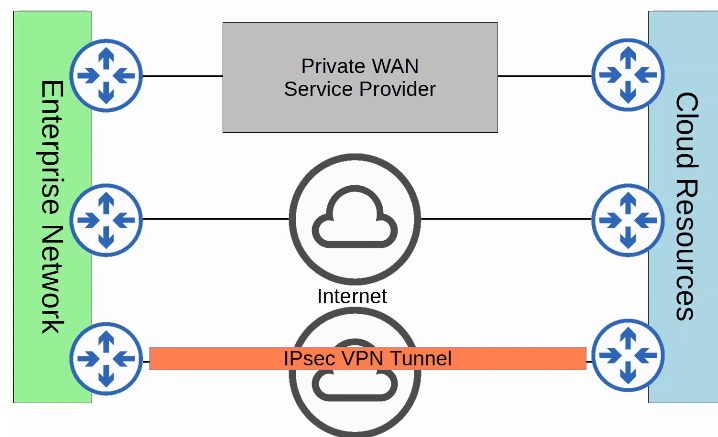 Enterprise Network
Private WAN
Service Provider
Cloud Resources
Internet
IPsec VPN Tunnel